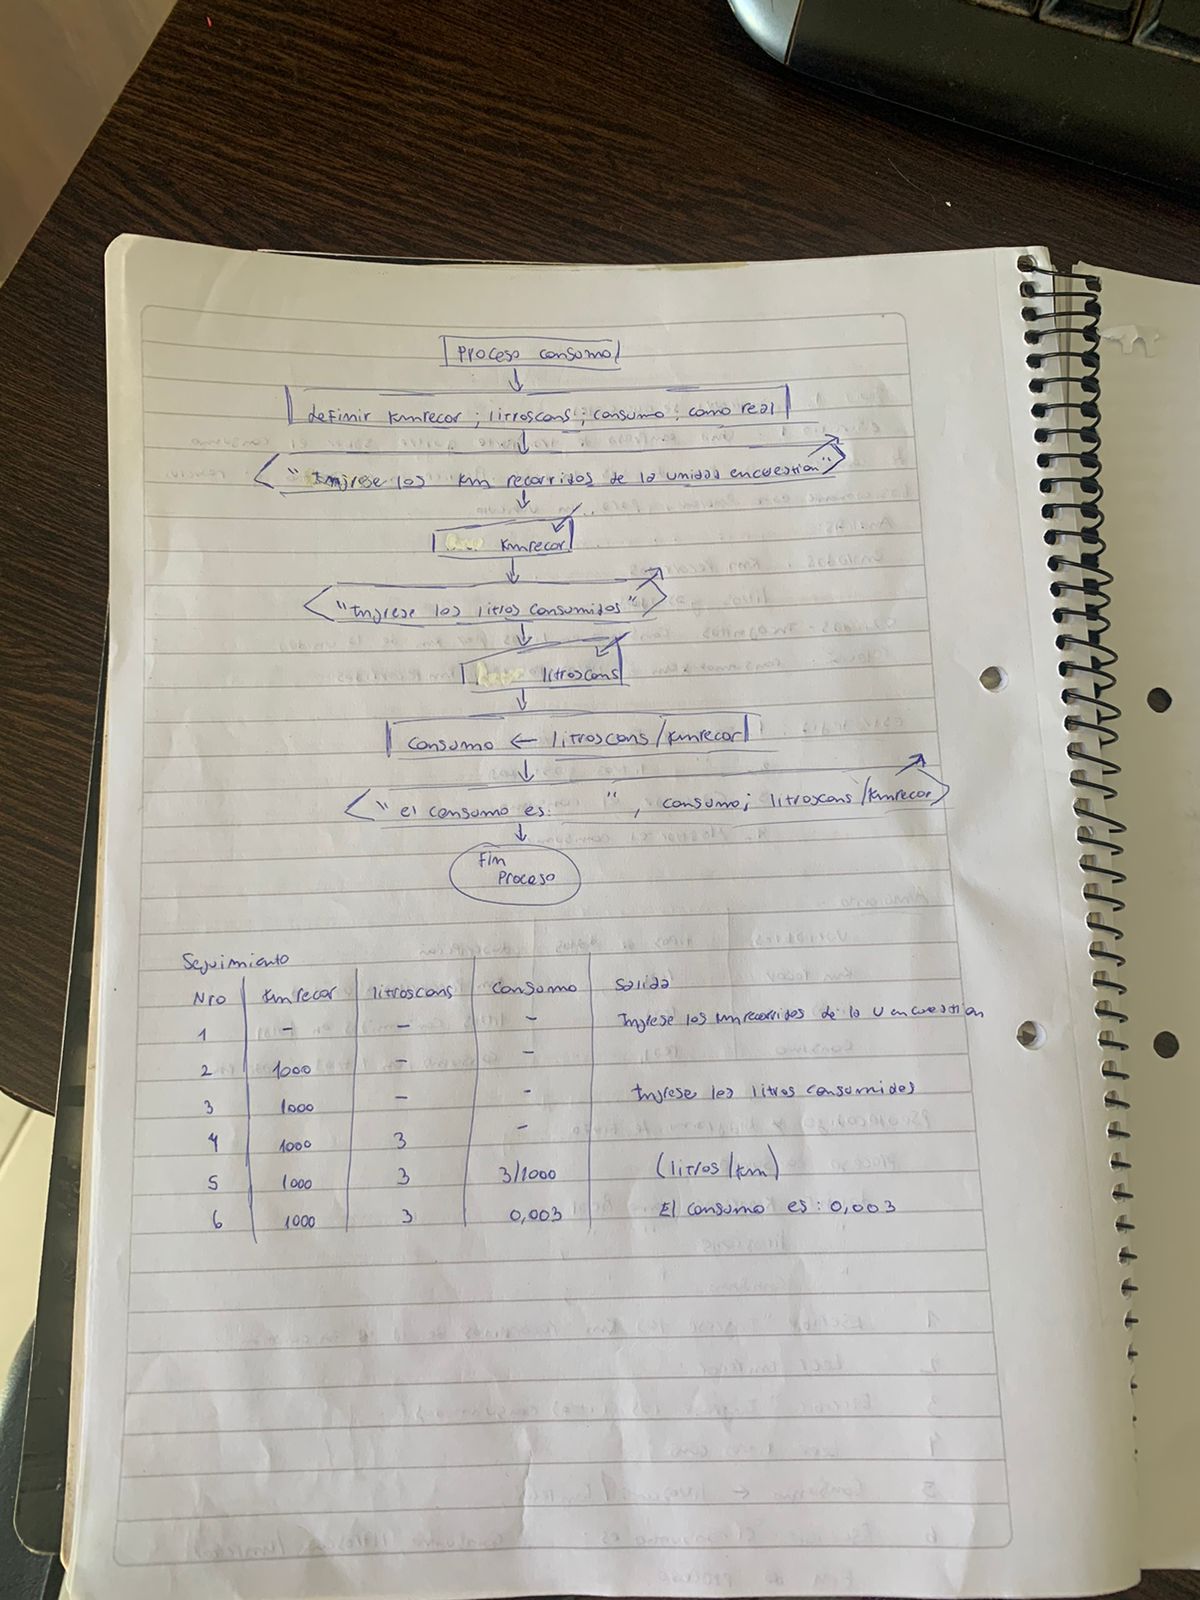 Proceso consumo
definir kmrecor; litroscons; consumo; como real
"Ingrese los km recorridos de la unidad encuestion"
kmrecor
"Ingrese los litros consumidos"
litroscons
consumo ← litroscons/kmrecor
"el consumo es: ", consumo; litroscons/kmrecor
Fin
Proceso
Seguimiento
Nro kmrecor litroscons consumo Salida
1 - - - Ingrese los kmrecorridos de la U encuestion
2 1000 - -
3 1000 - - Ingrese los litros consumidos
4 1000 3 -
5 1000 3 3/1000 (litros/km)
6 1000 3 0,003 El consumo es: 0,003